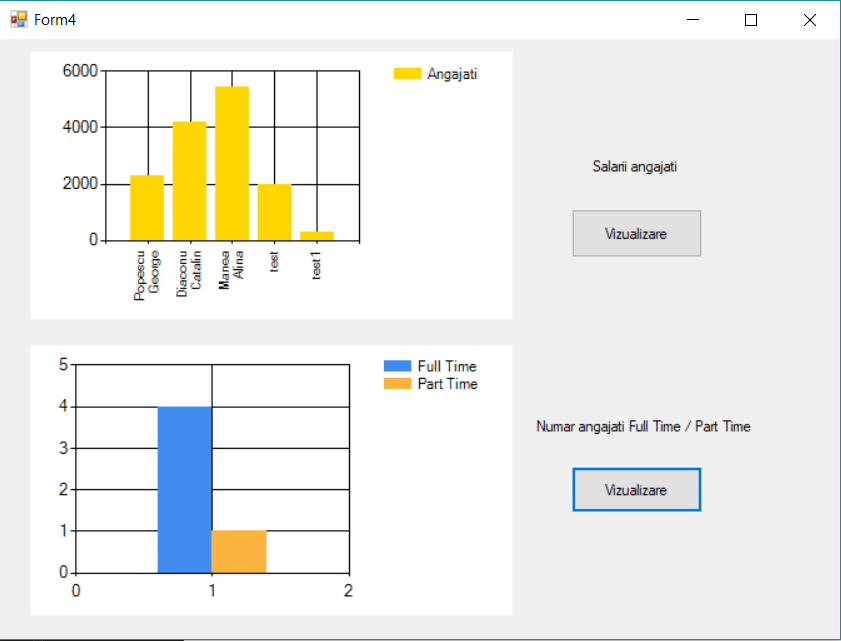 Form4
6000
4000
2000
0
Popescu
George
Diaconu
Catalin
Manea
Alina
test
test1
Angajati
Salarii angajati
Vizualizare
5
4
3
2
1
0
0 1 2
Full Time
Part Time
Numar angajati Full Time / Part Time
Vizualizare